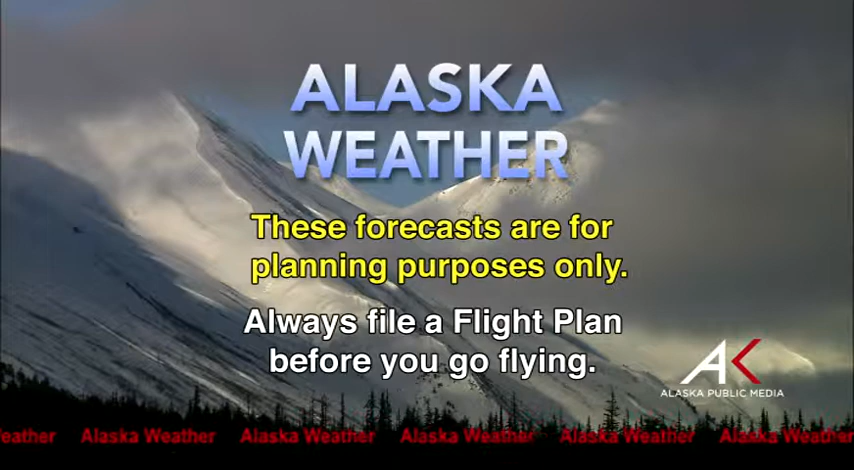 ALASKA
WEATHER
These forecasts are for
planning purposes only.
Always file a Flight Plan
before you go flying.
AK
ALASKA PUBLIC MEDIA
eather Alaska Weather Alaska Weather Alaska Weather Alaska Weather Alaska Weather